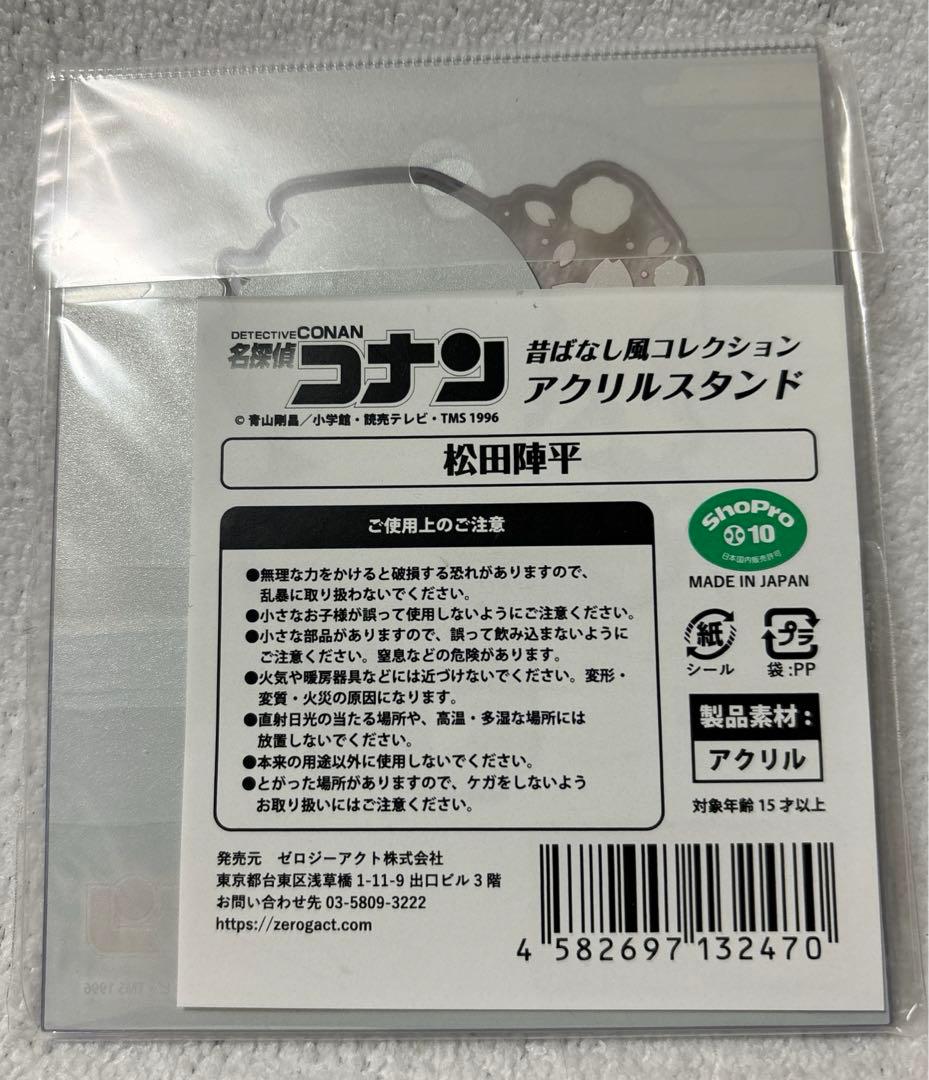 DETECTIVE CONAN
名探偵コナン
昔ばなし風コレクション
アクリルスタンド
© 青山剛昌／小学館・読売テレビ・TMS 1996
松田陣平
ご使用上のご注意
●無理な力をかけると破損する恐れがありますので、
乱暴に取り扱わないでください。
●小さなお子様が誤って使用しないようにご注意ください。
●小さな部品がありますので、誤って飲み込まないように
ご注意ください。窒息などの危険があります。
●火気や暖房器具などには近づけないでください。変形・
変質・火災の原因になります。
●直射日光の当たる場所や、高温・多湿な場所には
放置しないでください。
●本来の用途以外に使用しないでください。
●とがった場所がありますので、ケガをしないよう
お取り扱いにはご注意ください。
ShoPro
10
日本国内販売許可
MADE IN JAPAN
紙
シール
プラ
袋:PP
製品素材：
アクリル
対象年齢 15 才以上
発売元　ゼロジーアクト株式会社
東京都台東区浅草橋 1-11-9 出口ビル 3 階
お問い合わせ先 03-5809-3222
https://zerogact.com
4 582697 132470
TMS 1996